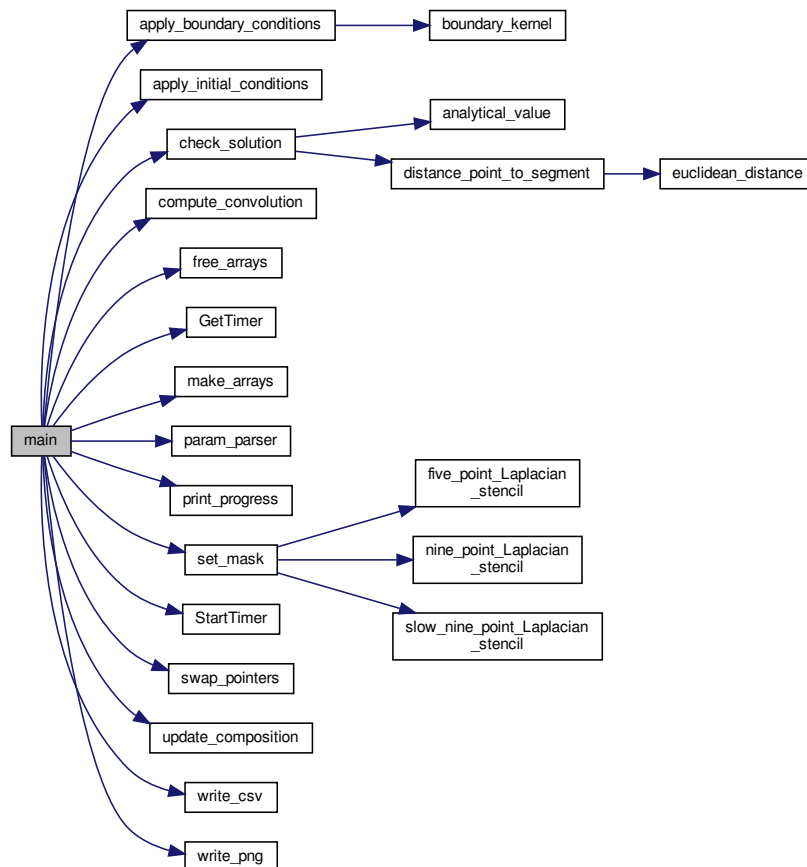 apply_boundary_conditions
boundary_kernel
apply_initial_conditions
analytical_value
check_solution
distance_point_to_segment
euclidean_distance
compute_convolution
free_arrays
GetTimer
make_arrays
main
param_parser
print_progress
five_point_Laplacian
_stencil
set_mask
nine_point_Laplacian
_stencil
slow_nine_point_Laplacian
_stencil
StartTimer
swap_pointers
update_composition
write_csv
write_png